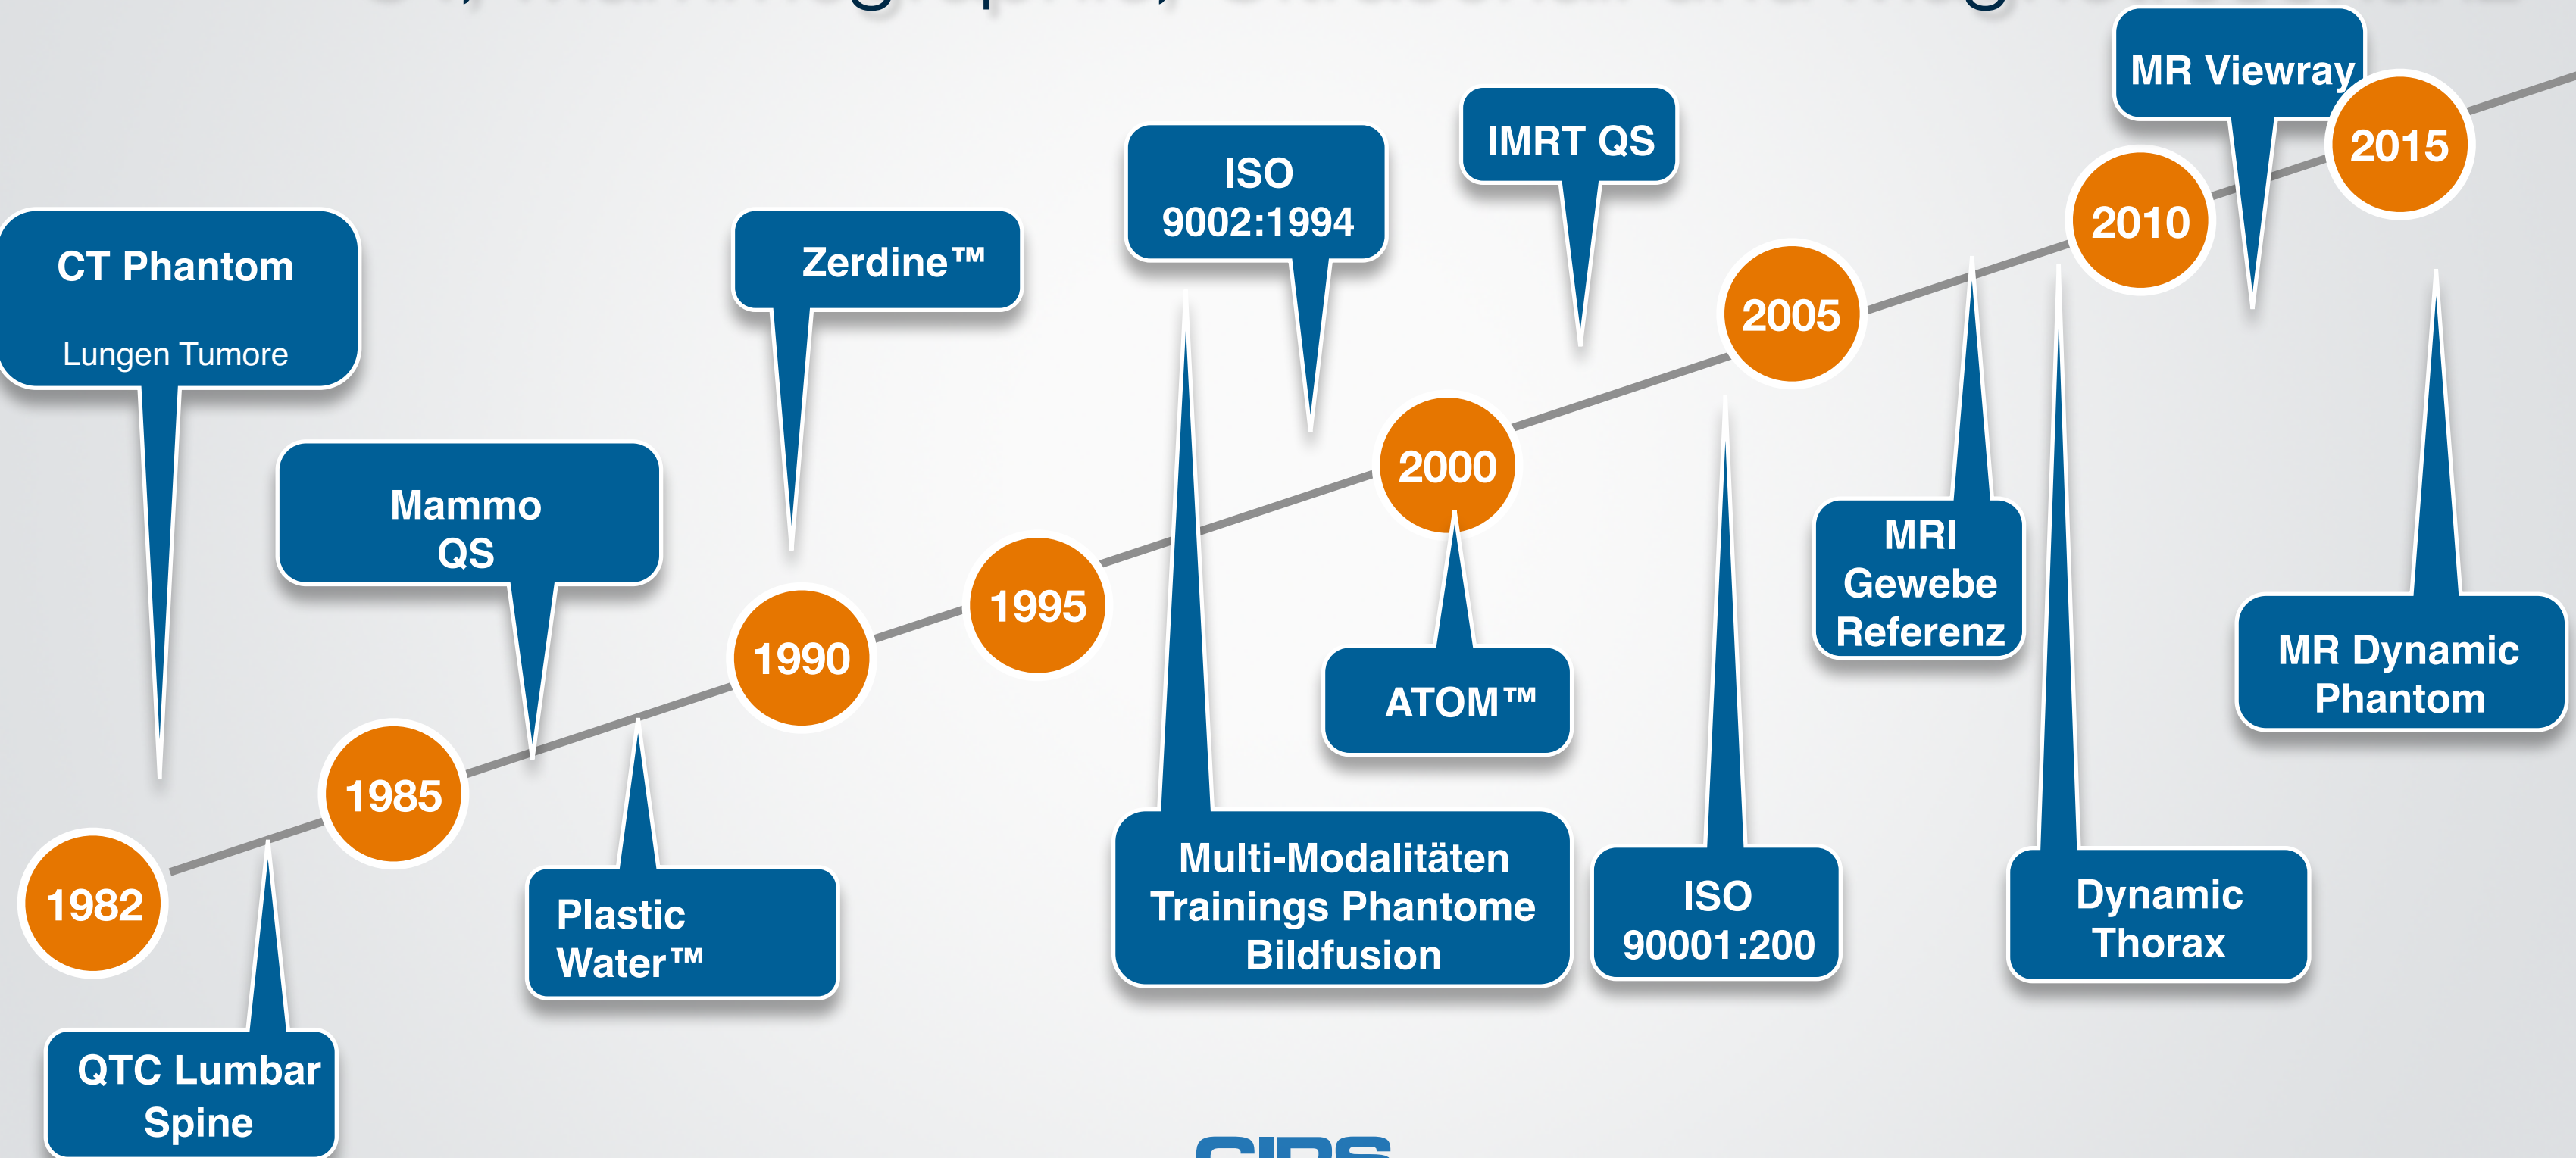 MR Viewray
2015
IMRT QS
ISO
9002:1994
2010
CT Phantom
Lungen Tumore
Zerdine™
2005
Mammo
QS
2000
MRI
Gewebe
Referenz
1995
1990
ATOM™
MR Dynamic
Phantom
1985
1982
Plastic
Water™
Multi-Modalitäten
Trainings Phantome
Bildfusion
ISO
90001:200
Dynamic
Thorax
QTC Lumbar
Spine
CIRS